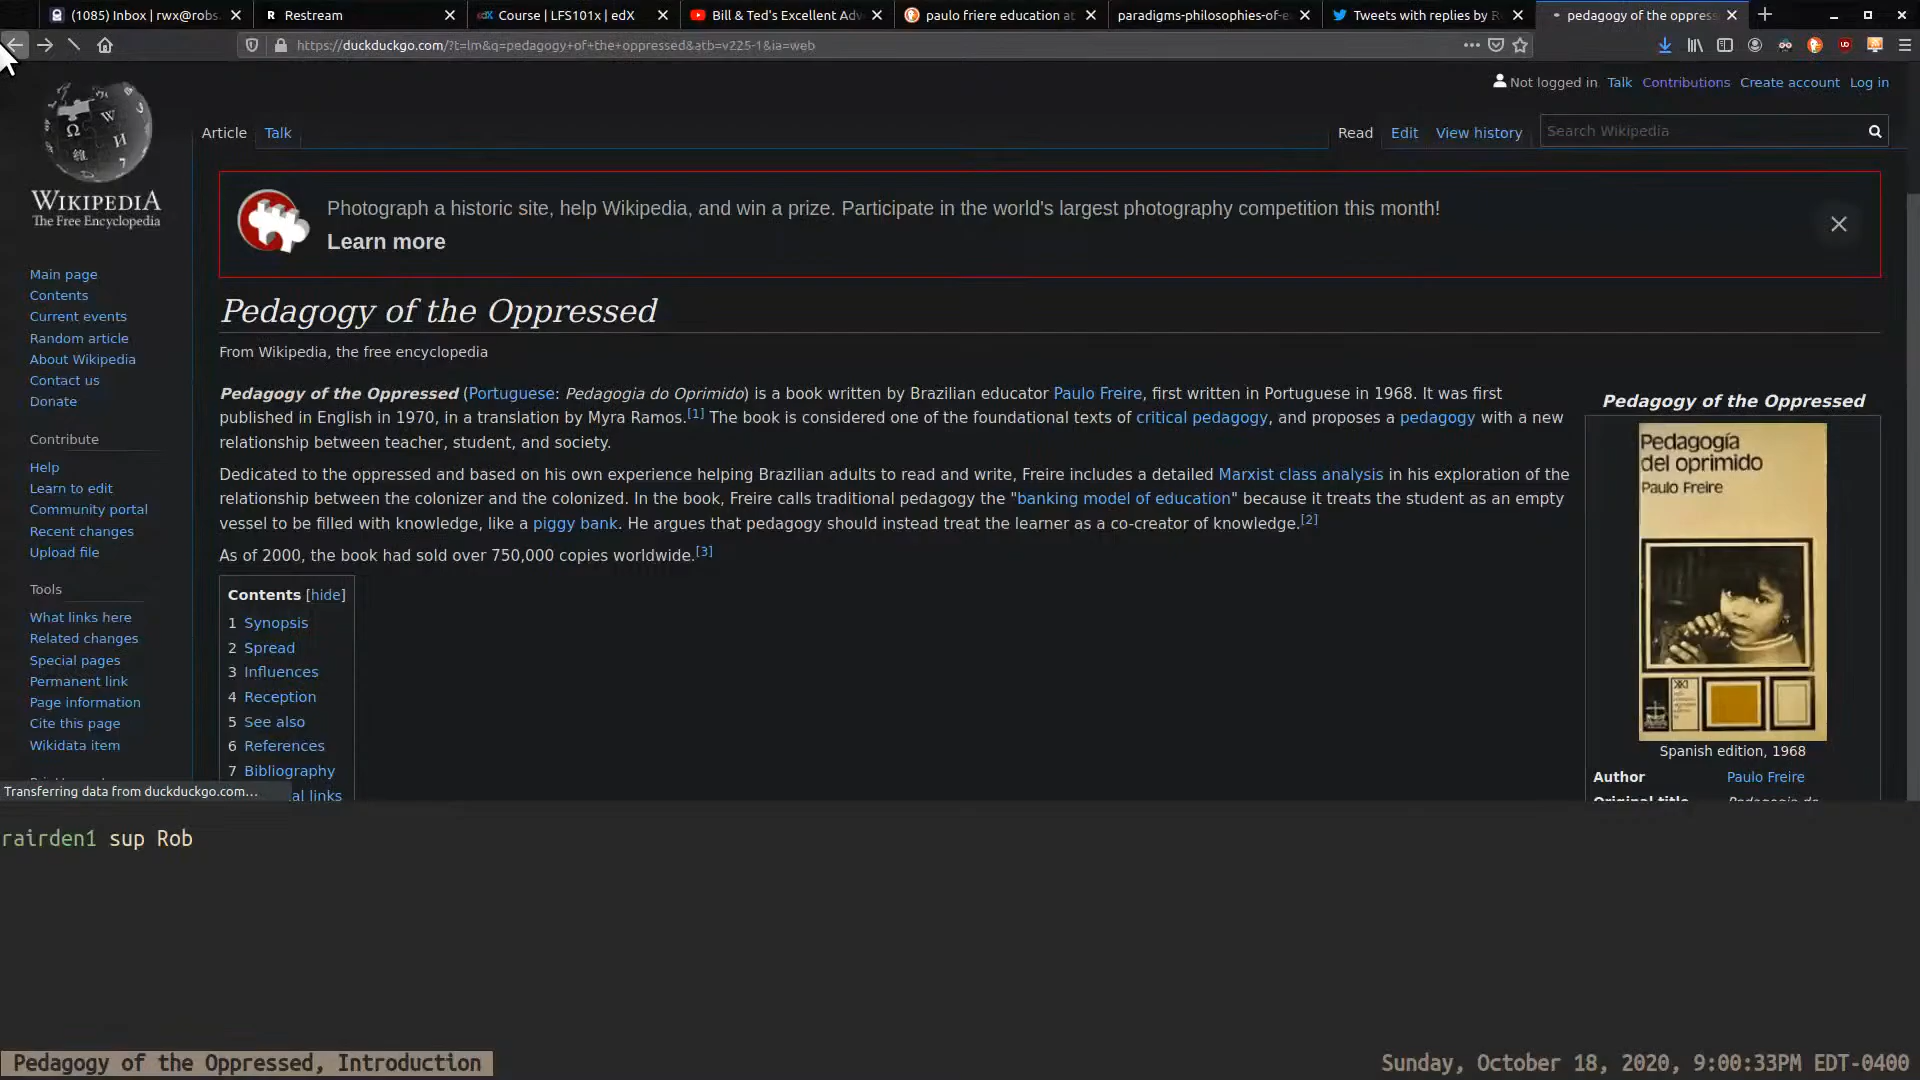 (1085) Inbox | rwx@robs
Restream
Course | LFS101x | edX
Bill & Ted's Excellent Adv
paulo friere education at
paradigms-philosophies-of-e
Tweets with replies by R
pedagogy of the oppress
https://duckduckgo.com/?t=lm&q=pedagogy+of+the+oppressed&atb=v225-1&ia=web
Not logged in Talk Contributions Create account Log in
Article Talk
Read Edit View history
Search Wikipedia
WIKIPEDIA
The Free Encyclopedia
Photograph a historic site, help Wikipedia, and win a prize. Participate in the world's largest photography competition this month!
Learn more
Main page
Contents
Current events
Random article
About Wikipedia
Contact us
Donate
Contribute
Help
Learn to edit
Community portal
Recent changes
Upload file
Tools
What links here
Related changes
Special pages
Permanent link
Page information
Cite this page
Wikidata item
Pedagogy of the Oppressed
From Wikipedia, the free encyclopedia
Pedagogy of the Oppressed (Portuguese: Pedagogia do Oprimido) is a book written by Brazilian educator Paulo Freire, first written in Portuguese in 1968. It was first
published in English in 1970, in a translation by Myra Ramos.[1] The book is considered one of the foundational texts of critical pedagogy, and proposes a pedagogy with a new
relationship between teacher, student, and society.
Dedicated to the oppressed and based on his own experience helping Brazilian adults to read and write, Freire includes a detailed Marxist class analysis in his exploration of the
relationship between the colonizer and the colonized. In the book, Freire calls traditional pedagogy the "banking model of education" because it treats the student as an empty
vessel to be filled with knowledge, like a piggy bank. He argues that pedagogy should instead treat the learner as a co-creator of knowledge.[2]
As of 2000, the book had sold over 750,000 copies worldwide.[3]
Contents [hide]
1 Synopsis
2 Spread
3 Influences
4 Reception
5 See also
6 References
7 Bibliography
al links
Pedagogy of the Oppressed
Pedagogía
del oprimido
Paulo Freire
Spanish edition, 1968
Author Paulo Freire
Original title Pedagogia do
Transferring data from duckduckgo.com…
rairden1 sup Rob
Pedagogy of the Oppressed, Introduction
Sunday, October 18, 2020, 9:00:33PM EDT-0400